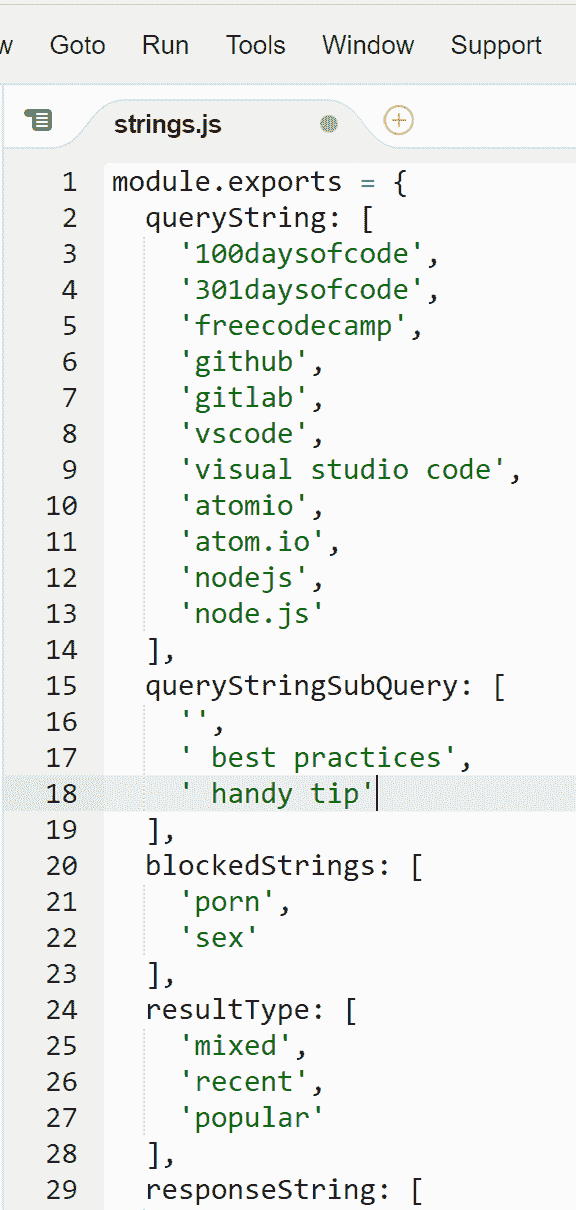 w Goto Run Tools Window Support
strings.js
1 module.exports = {
2   queryString: [
3     '100daysofcode',
4     '301daysofcode',
5     'freecodecamp',
6     'github',
7     'gitlab',
8     'vscode',
9     'visual studio code',
10     'atomio',
11     'atom.io',
12     'nodejs',
13     'node.js'
14   ],
15   queryStringSubQuery: [
16     '',
17     ' best practices',
18     ' handy tip'
19   ],
20   blockedStrings: [
21     'porn',
22     'sex'
23   ],
24   resultType: [
25     'mixed',
26     'recent',
27     'popular'
28   ],
29   responseString: [